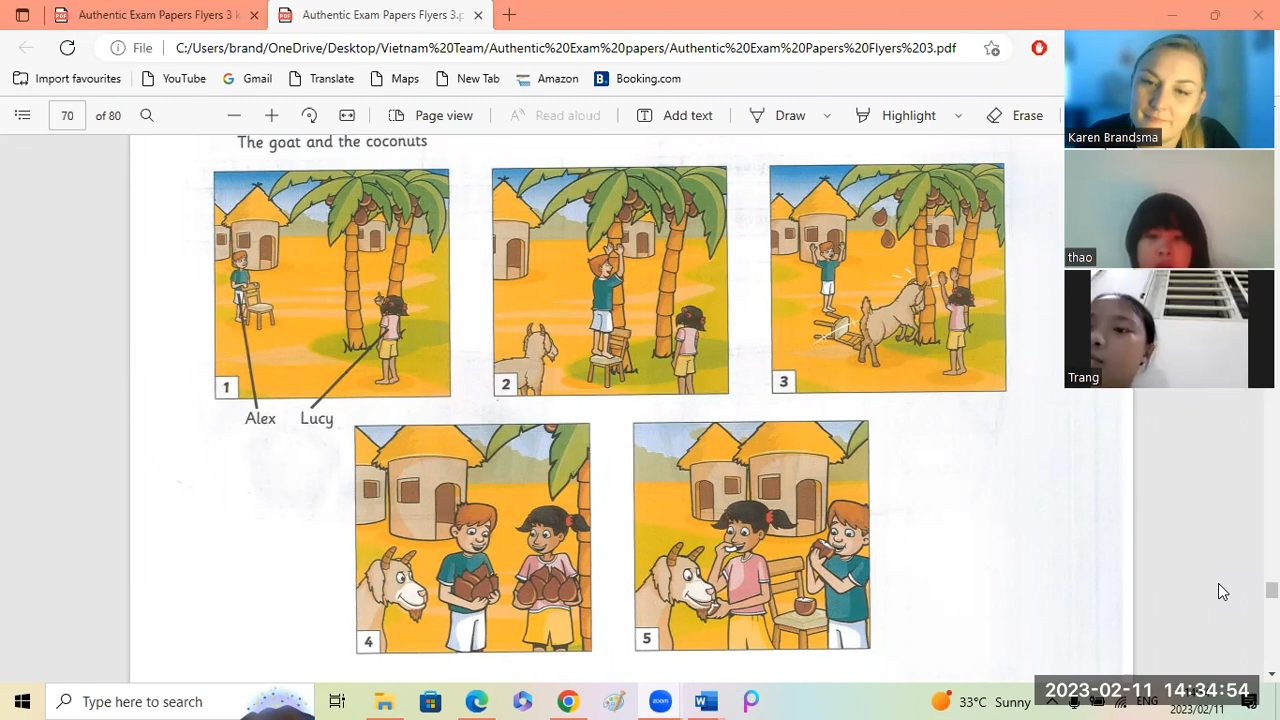 Authentic Exam Papers Flyers 3 k
Authentic Exam Papers Flyers 3.p
File
C:/Users/brand/OneDrive/Desktop/Vietnam%20Team/Authentic%20Exam%20papers/Authentic%20Exam%20Papers%20Flyers%203.pdf
Import favourites
YouTube
Gmail
Translate
Maps
New Tab
Amazon
B.
Booking.com
70 of 80
Page view
Read aloud
Add text
Draw
Highlight
Erase
Karen Brandsma
thao
Trang
The goat and the coconuts
1
2
3
Alex Lucy
4
5
Type here to search
33°C Sunny
ENG
2023-02-11 14:34:54
2023/02/11